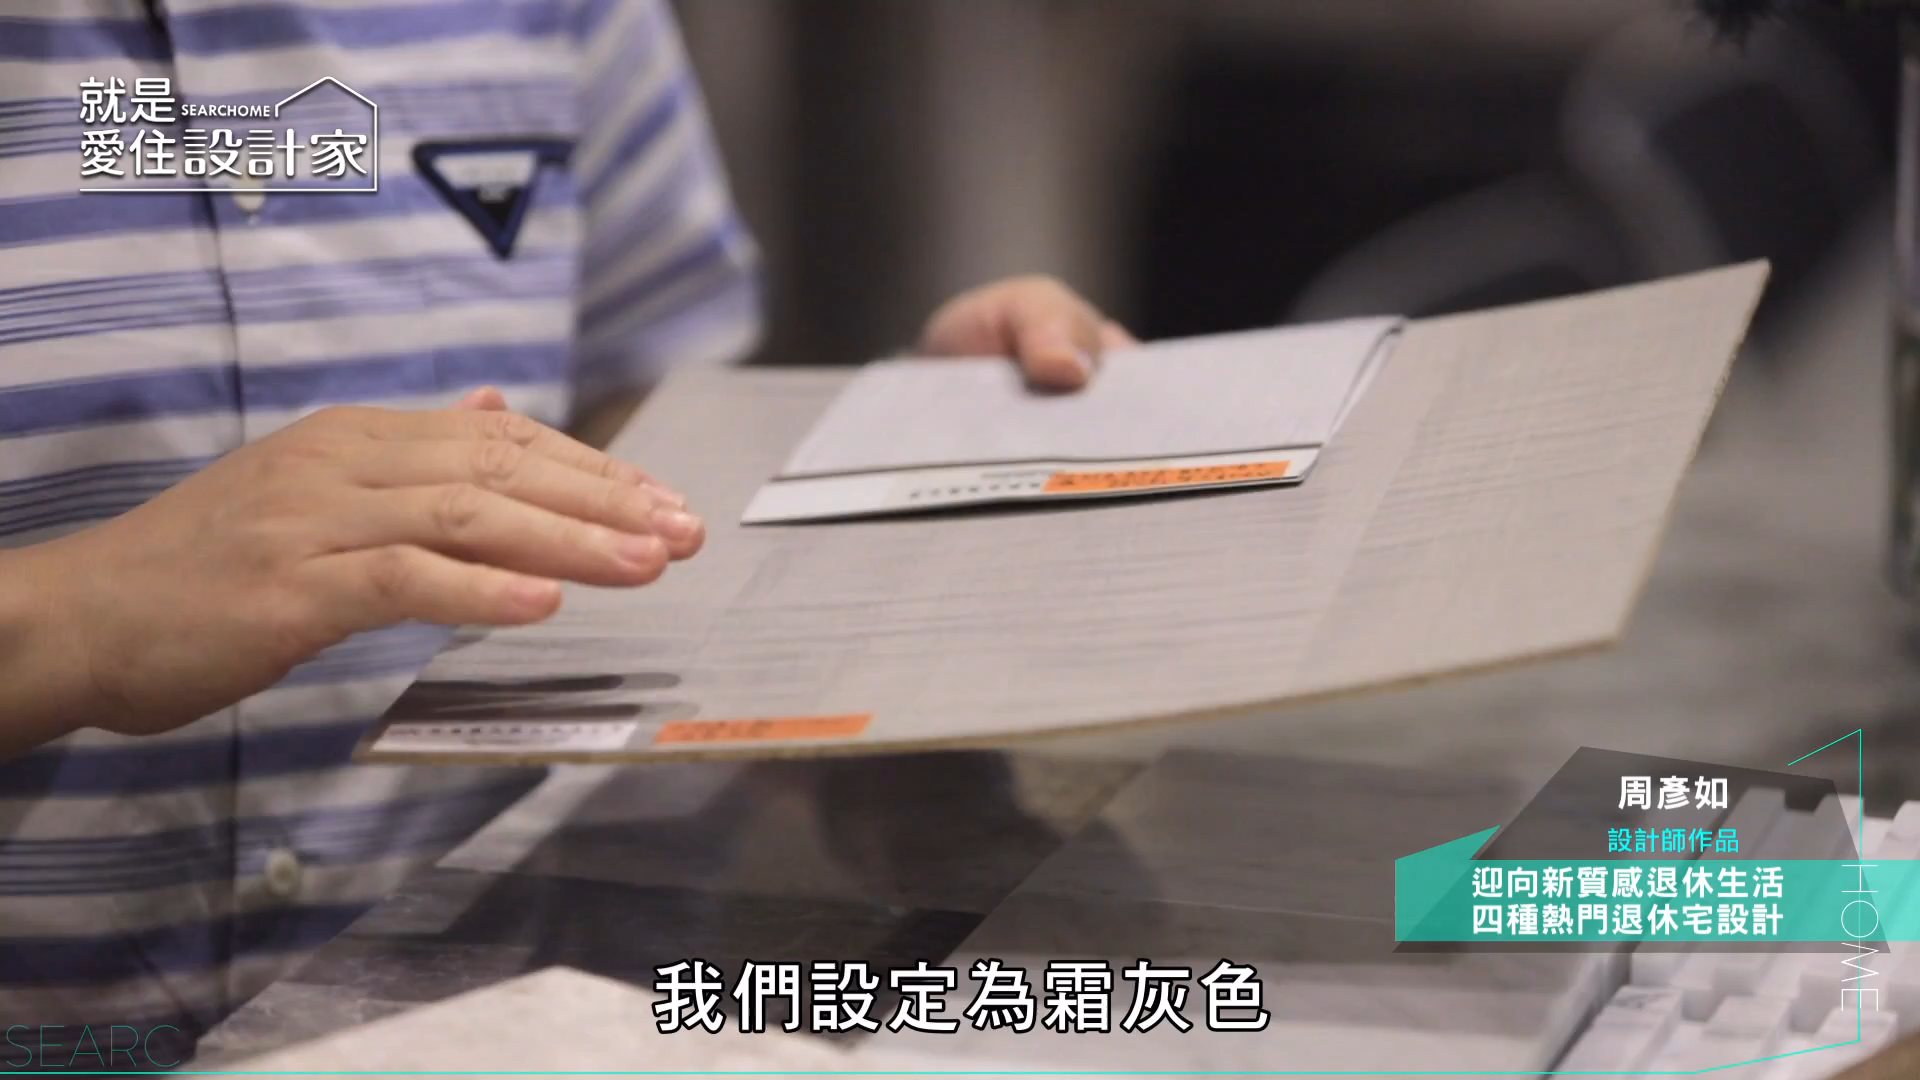 就是 SEARCHOME
愛住設計家
周彥如
設計師作品
迎向新質感退休生活
四種熱門退休宅設計
HOME
我們設定為霜灰色
SEARC